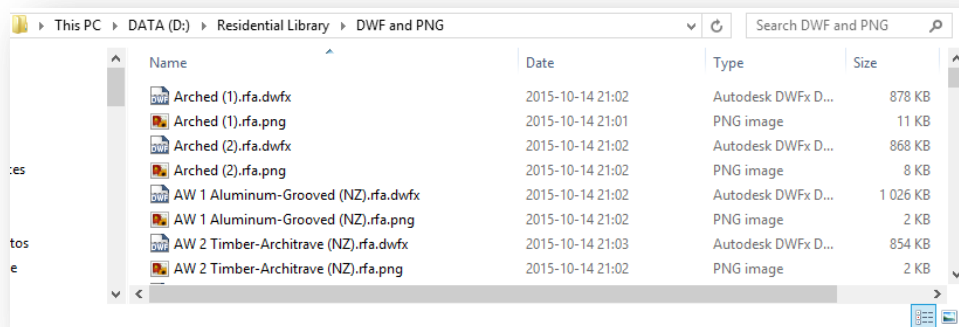 This PC DATA (D:) Residential Library DWF and PNG Search DWF and PNG
Name Date Type Size
Arched (1).rfa.dwfx 2015-10-14 21:02 Autodesk DWFx D... 878 KB
Arched (1).rfa.png 2015-10-14 21:01 PNG image 11 KB
Arched (2).rfa.dwfx 2015-10-14 21:02 Autodesk DWFx D... 868 KB
Arched (2).rfa.png 2015-10-14 21:02 PNG image 8 KB
ces
AW 1 Aluminum-Grooved (NZ).rfa.dwfx 2015-10-14 21:02 Autodesk DWFx D... 1 026 KB
AW 1 Aluminum-Grooved (NZ).rfa.png 2015-10-14 21:02 PNG image 2 KB
tos AW 2 Timber-Architrave (NZ).rfa.dwfx 2015-10-14 21:03 Autodesk DWFx D... 854 KB
e AW 2 Timber-Architrave (NZ).rfa.png 2015-10-14 21:02 PNG image 2 KB